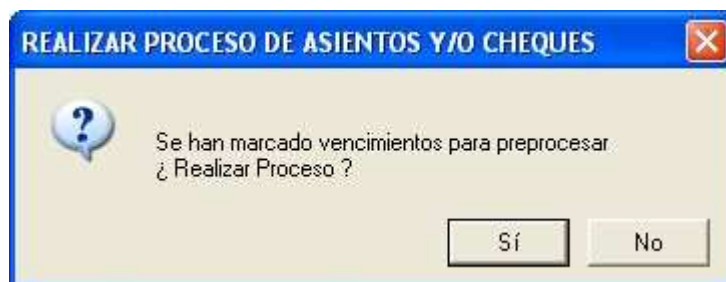 REALIZAR PROCESO DE ASIENTOS Y/O CHEQUES
Se han marcado vencimientos para preprocesar
¿ Realizar Proceso ?
Sí
No